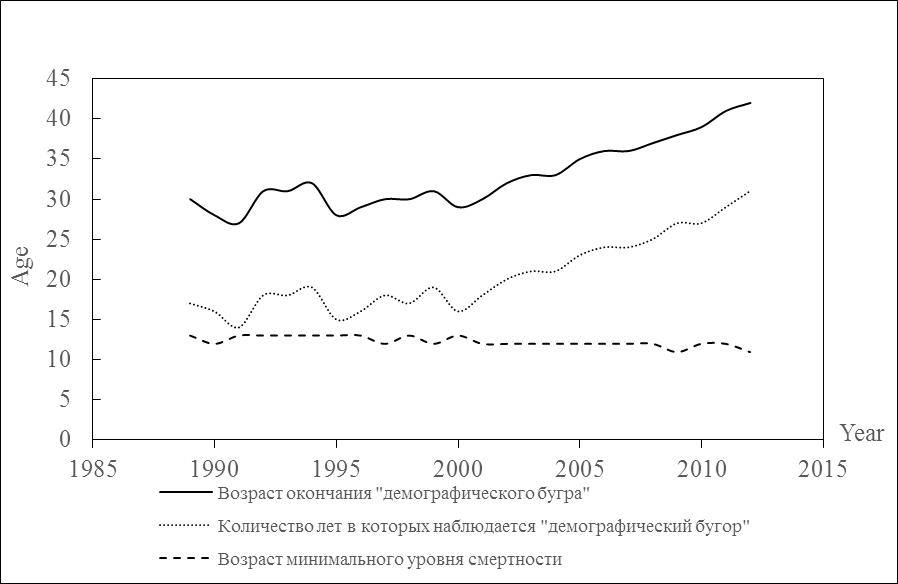 45
40
35
30
25
20
15
10
5
0
Age
1985 1990 1995 2000 2005 2010 2015
Year
Возраст окончания "демографического бугра"
Количество лет в которых наблюдается "демографический бугор"
Возраст минимального уровня смертности